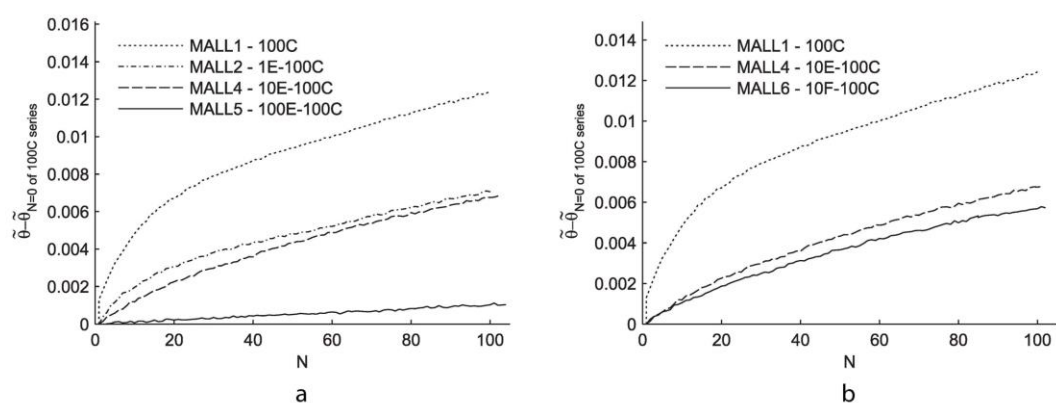 0.016
0.014
0.012
0.01
0.008
0.006
0.004
0.002
0
MALL1 - 100C
MALL2 - 1E-100C
MALL4 - 10E-100C
MALL5 - 100E-100C
θ̃–θ̃N=0 of 100C series
0 20 40 60 80 100
N
a
0.014
0.012
0.01
0.008
0.006
0.004
0.002
0
MALL1 - 100C
MALL4 - 10E-100C
MALL6 - 10F-100C
θ̃–θ̃N=0 of 100C series
0 20 40 60 80 100
N
b